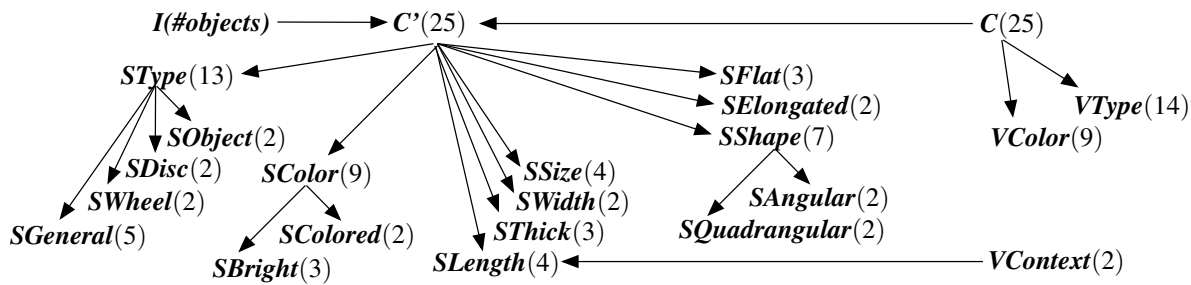 I(#objects) C’(25) C(25)
SType(13) SFlat(3)
SElongated(2) VType(14)
SObject(2) SShape(7) VColor(9)
SDisc(2) SColor(9) SSize(4)
SWheel(2) SWidth(2) SAngular(2)
SGeneral(5) SColored(2) SThick(3) SQuadrangular(2)
SBright(3) SLength(4) VContext(2)